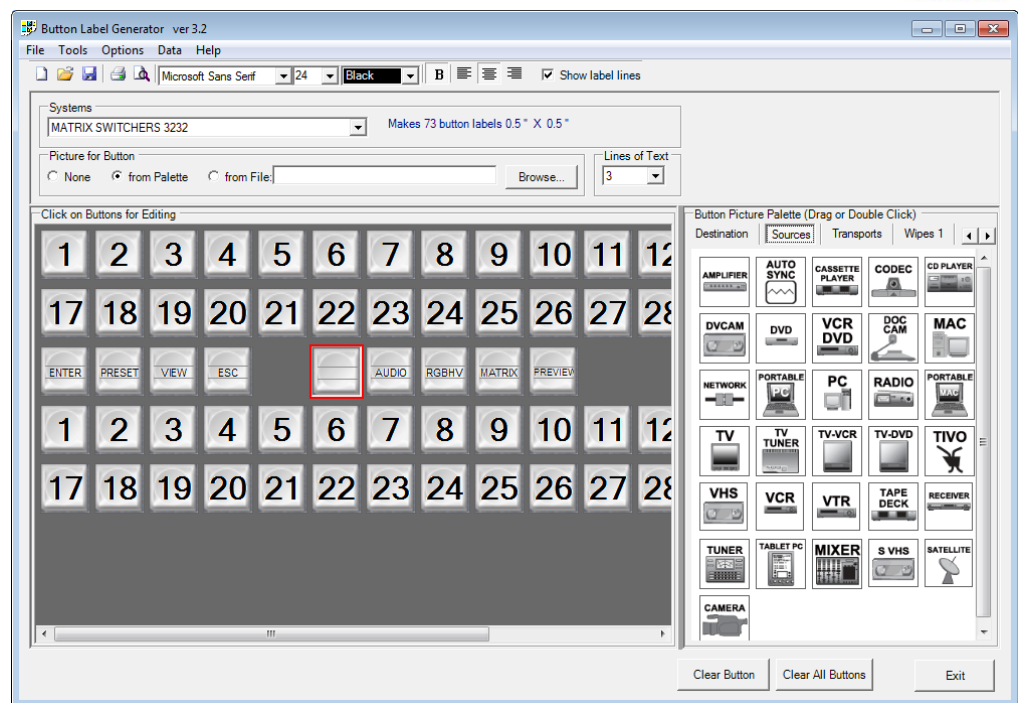 Button Label Generator ver 3.2
File Tools Options Data Help
Microsoft Sans Serif 24 Black B Show label lines
Systems
MATRIX SWITCHERS 3232 Makes 73 button labels 0.5 " X 0.5 "
Picture for Button Lines of Text
None from Palette from File: Browse... 3
Click on Buttons for Editing
1 2 3 4 5 6 7 8 9 10 11 12
17 18 19 20 21 22 23 24 25 26 27 28
ENTER PRESET VIEW ESC AUDIO RGBHV MATRIX PREVIEW
1 2 3 4 5 6 7 8 9 10 11 12
17 18 19 20 21 22 23 24 25 26 27 28
Button Picture Palette (Drag or Double Click)
Destination Sources Transports Wipes 1
AMPLIFIER AUTO SYNC CASSETTE PLAYER CODEC CD PLAYER
DVCAM DVD VCR DVD DOC CAM MAC
NETWORK PORTABLE PC PC RADIO PORTABLE MAC
TV TV TUNER TV-VCR TV-DVD TIVO
VHS VCR VTR TAPE DECK RECEIVER
TUNER TABLET PC MIXER S VHS SATELLITE
CAMERA
Clear Button Clear All Buttons Exit